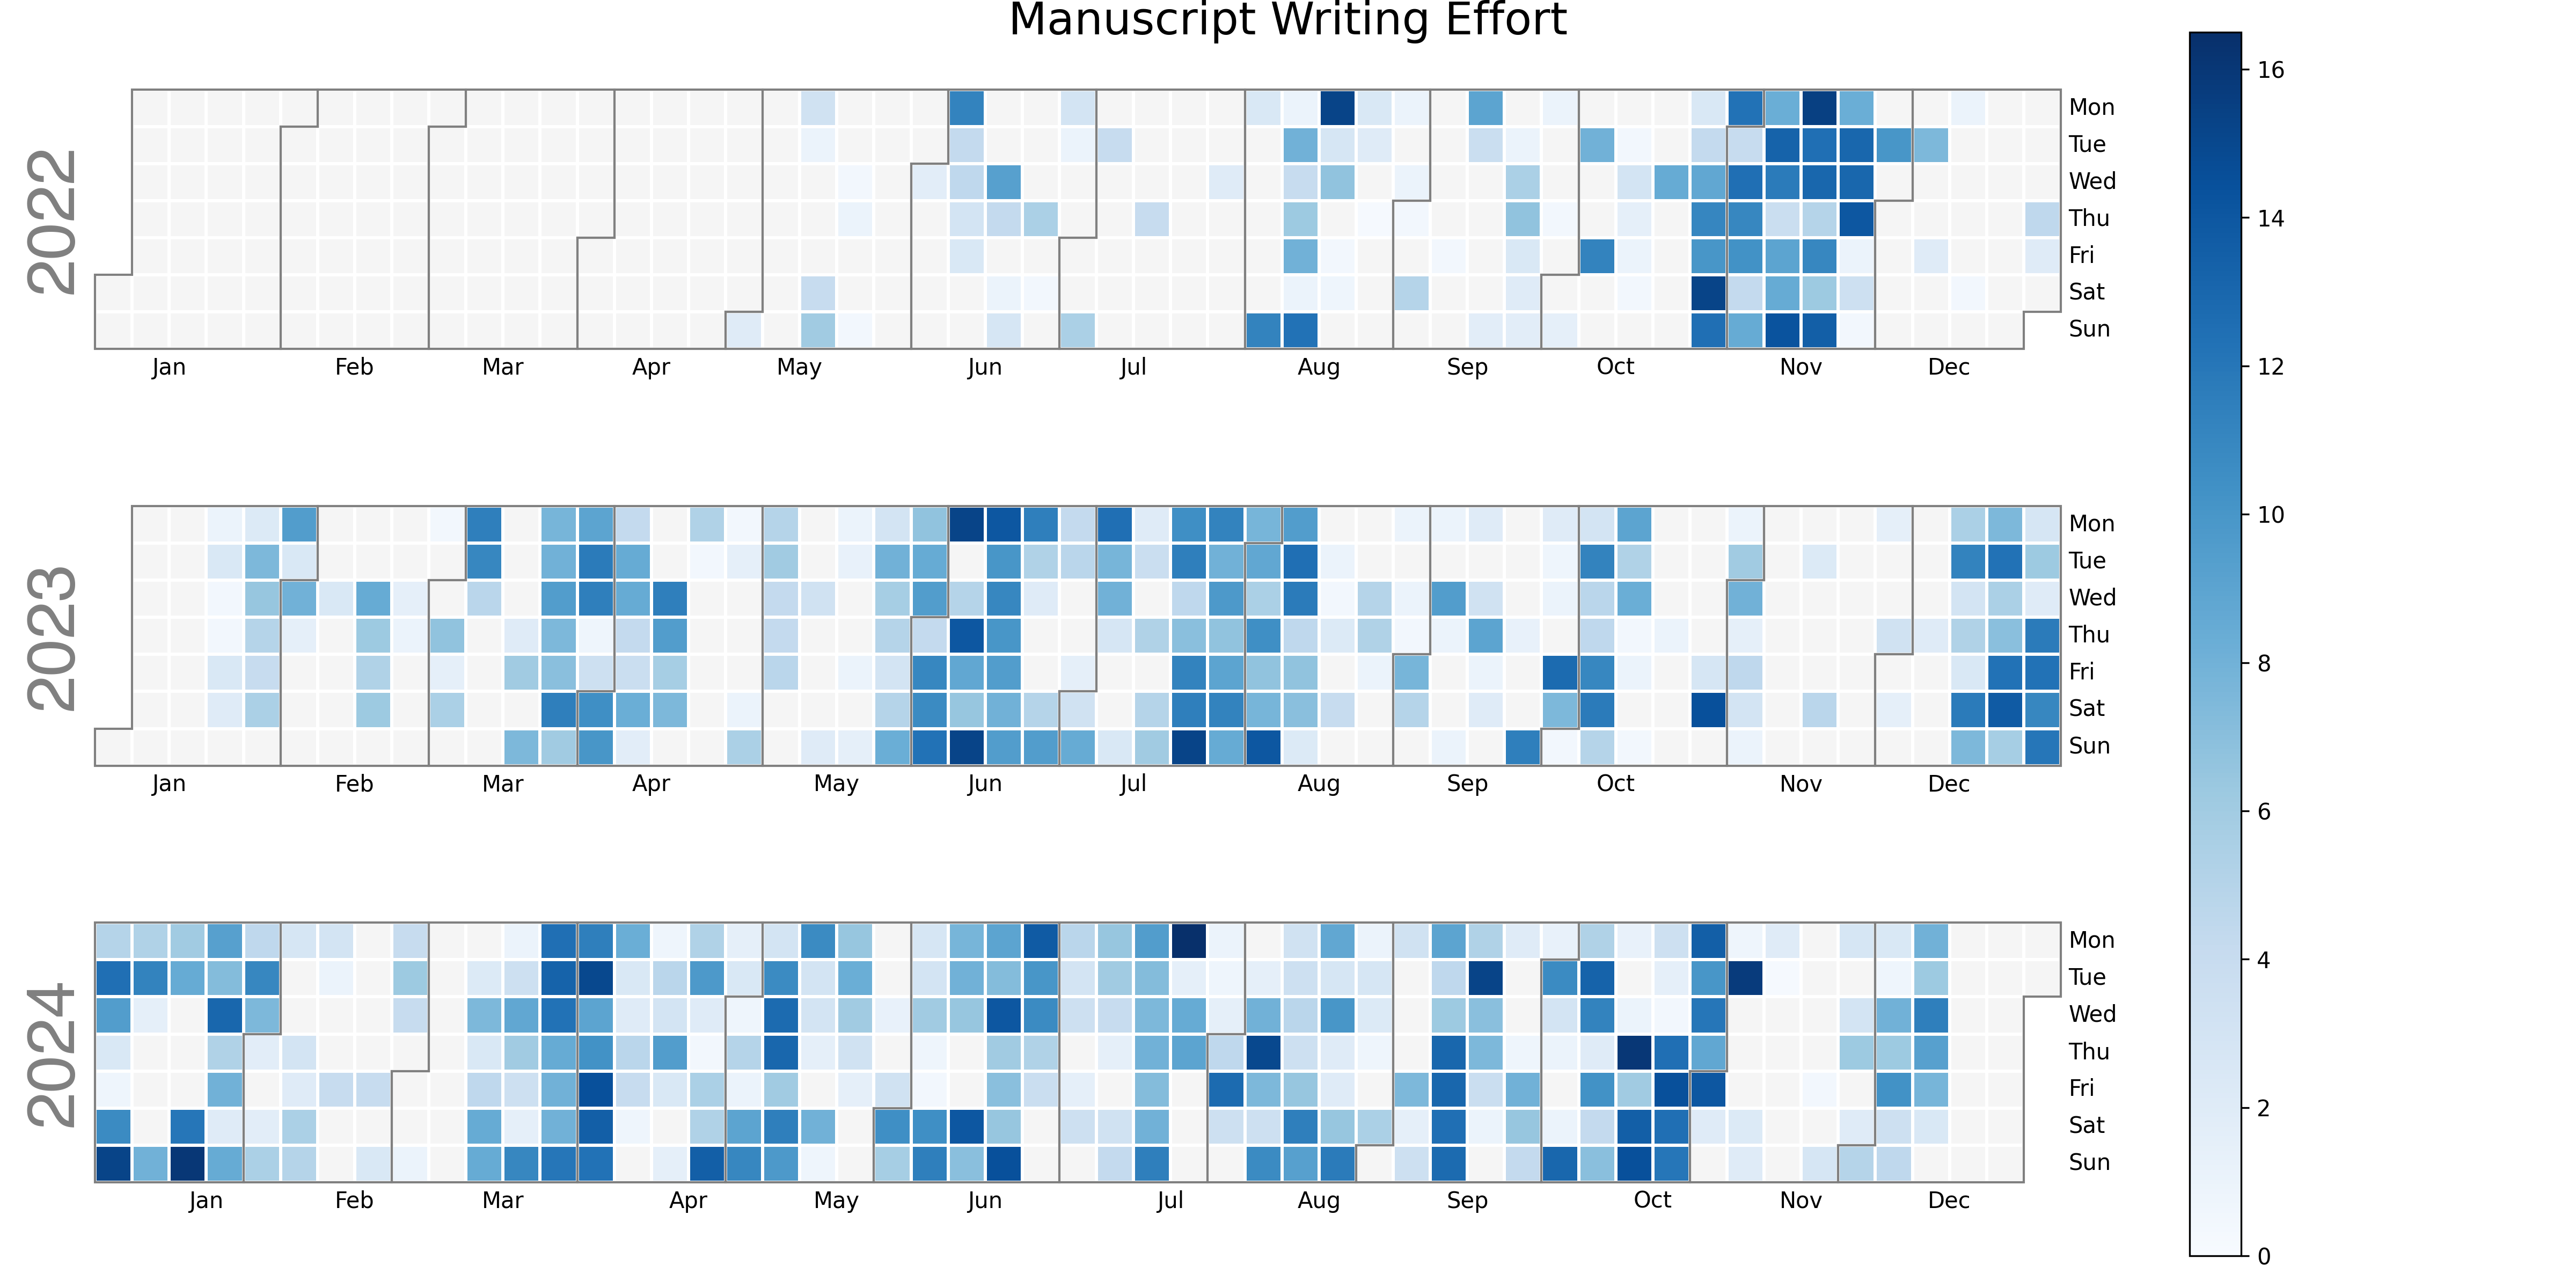 Manuscript Writing Effort
2022
Mon
Tue
Wed
Thu
Fri
Sat
Sun
Jan Feb Mar Apr May Jun Jul Aug Sep Oct Nov Dec
2023
Mon
Tue
Wed
Thu
Fri
Sat
Sun
Jan Feb Mar Apr May Jun Jul Aug Sep Oct Nov Dec
2024
Mon
Tue
Wed
Thu
Fri
Sat
Sun
Jan Feb Mar Apr May Jun Jul Aug Sep Oct Nov Dec
16
14
12
10
8
6
4
2
0